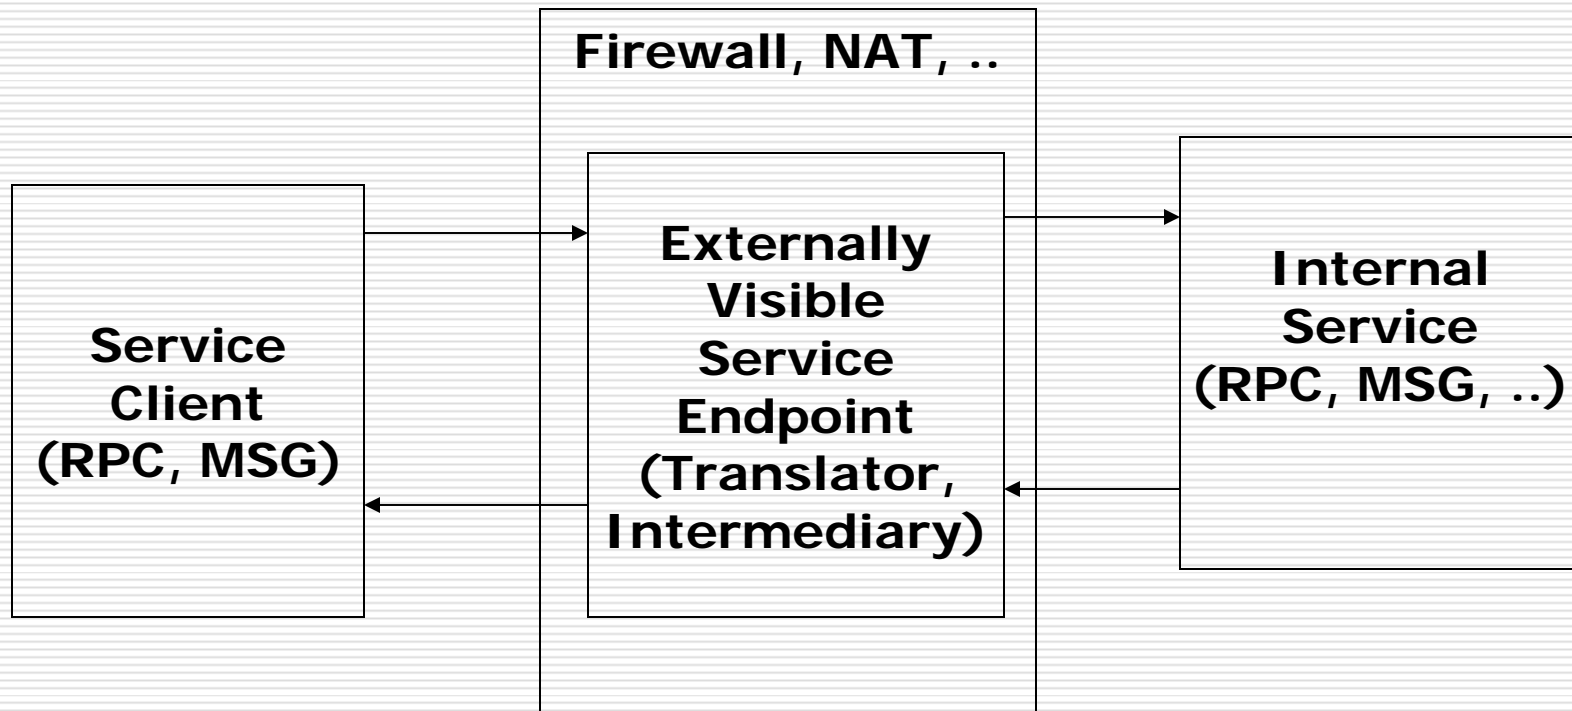 Firewall, NAT, ..
Service
Client
(RPC, MSG)
Externally
Visible
Service
Endpoint
(Translator,
Intermediary)
Internal
Service
(RPC, MSG, ..)